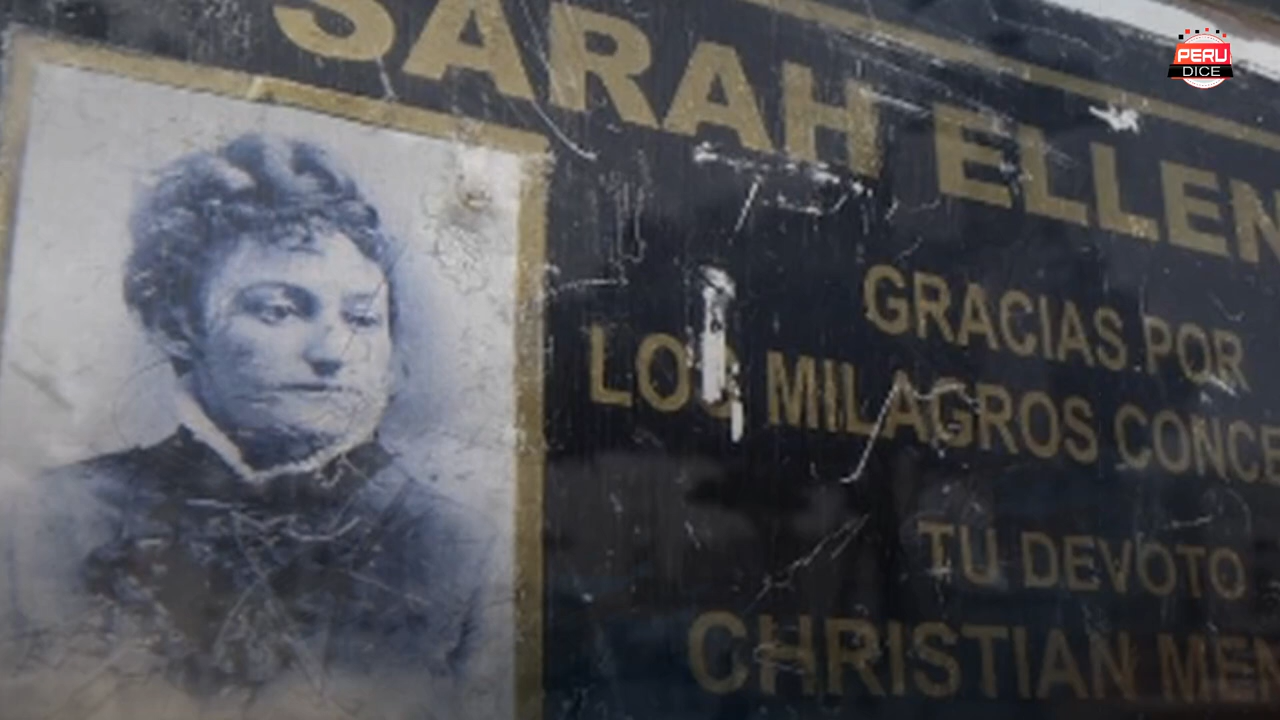 PERU
DICE
SARAH ELLEN
GRACIAS POR
LOS MILAGROS CONCE
TU DEVOTO
CHRISTIAN MEN